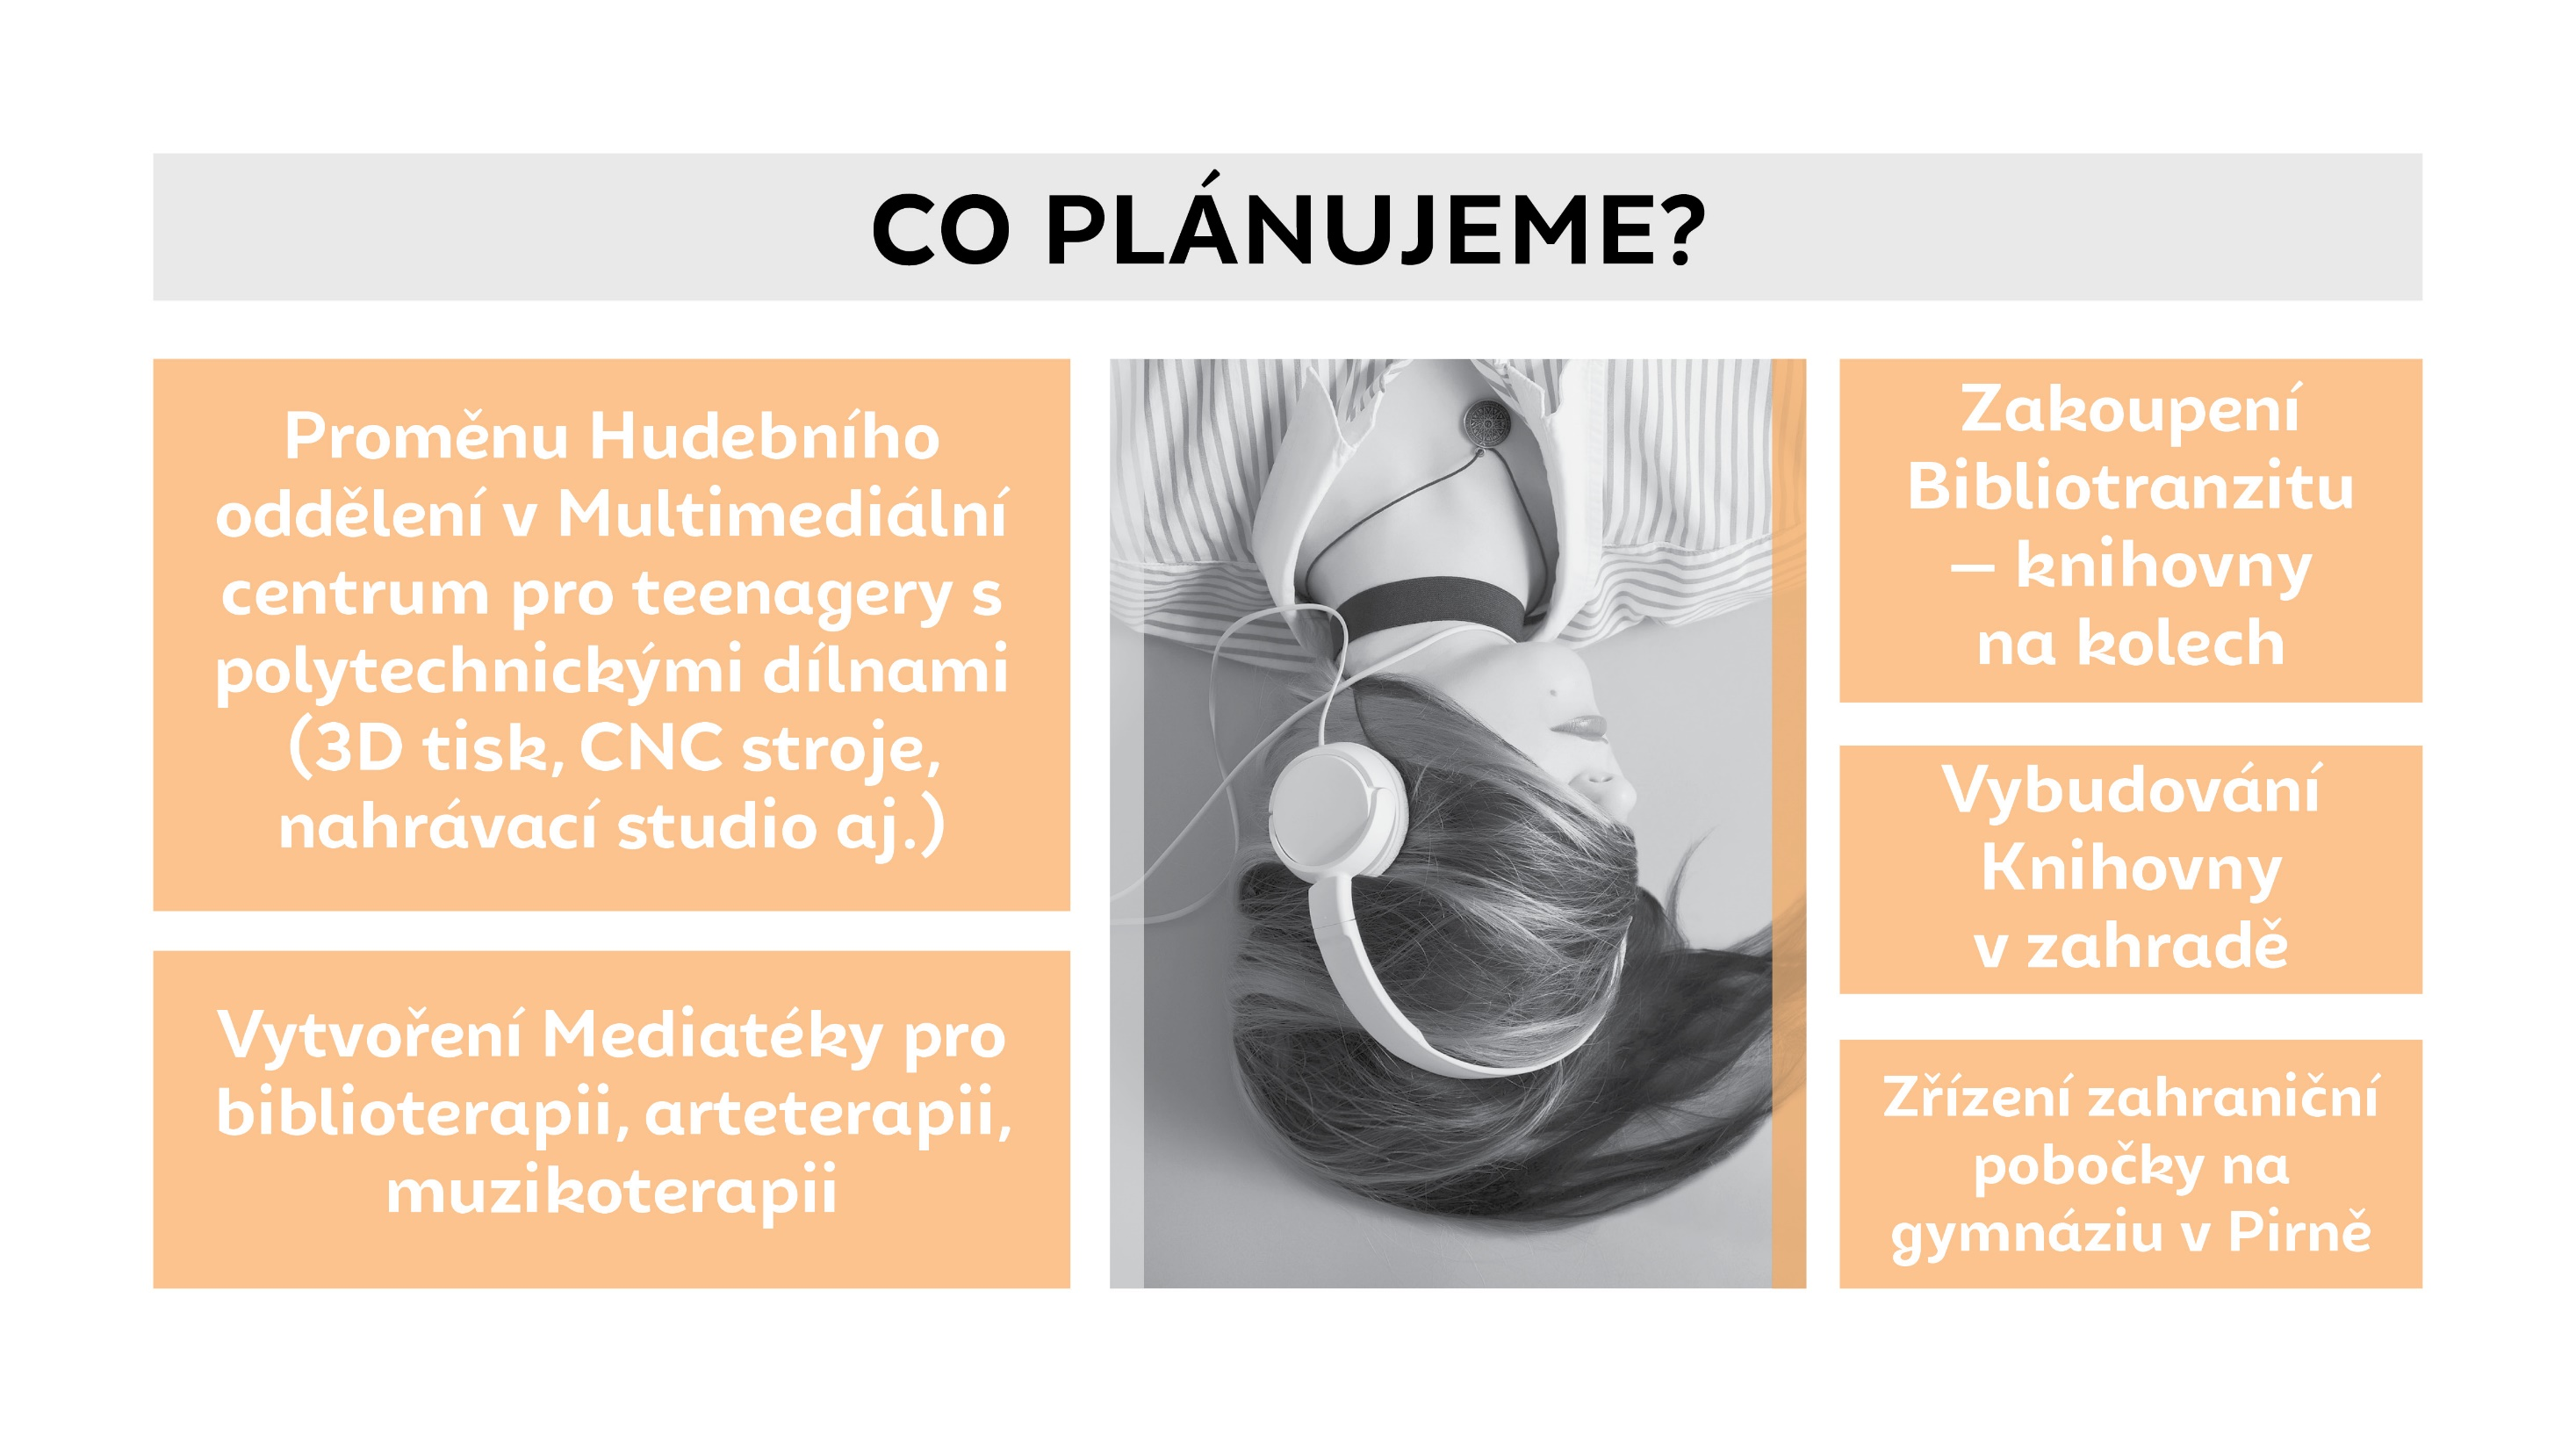 CO PLÁNUJEME?
Proměnu Hudebního
oddělení v Multimediální
centrum pro teenagery s
polytechnickými dílnami
(3D tisk, CNC stroje,
nahrávací studio aj.)
Vytvoření Mediatéky pro
biblioterapii, arteterapii,
muzikoterapii
Zakoupení
Bibliotranzitu
– knihovny
na kolech
Vybudování
Knihovny
v zahradě
Zřízení zahraniční
pobočky na
gymnáziu v Pirně